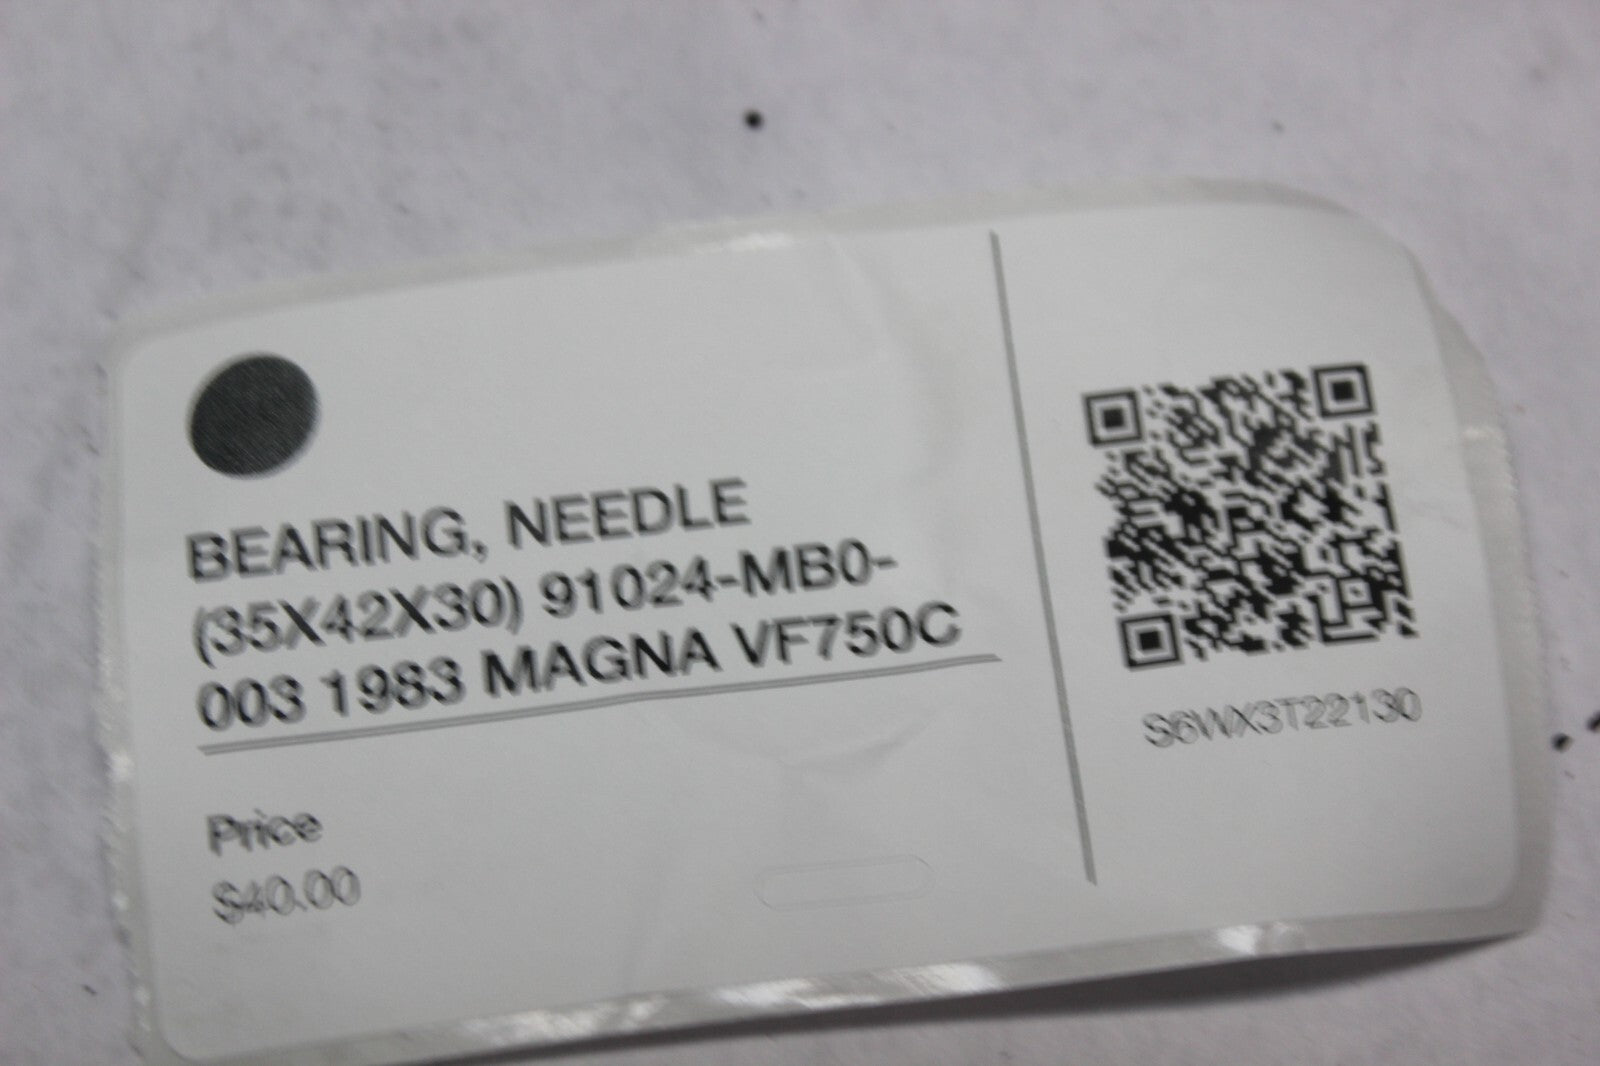 BEARING, NEEDLE
(35X42X30) 91024-MB0-
003 1983 MAGNA VF750C
Price
$40.00
S6WX3T22130